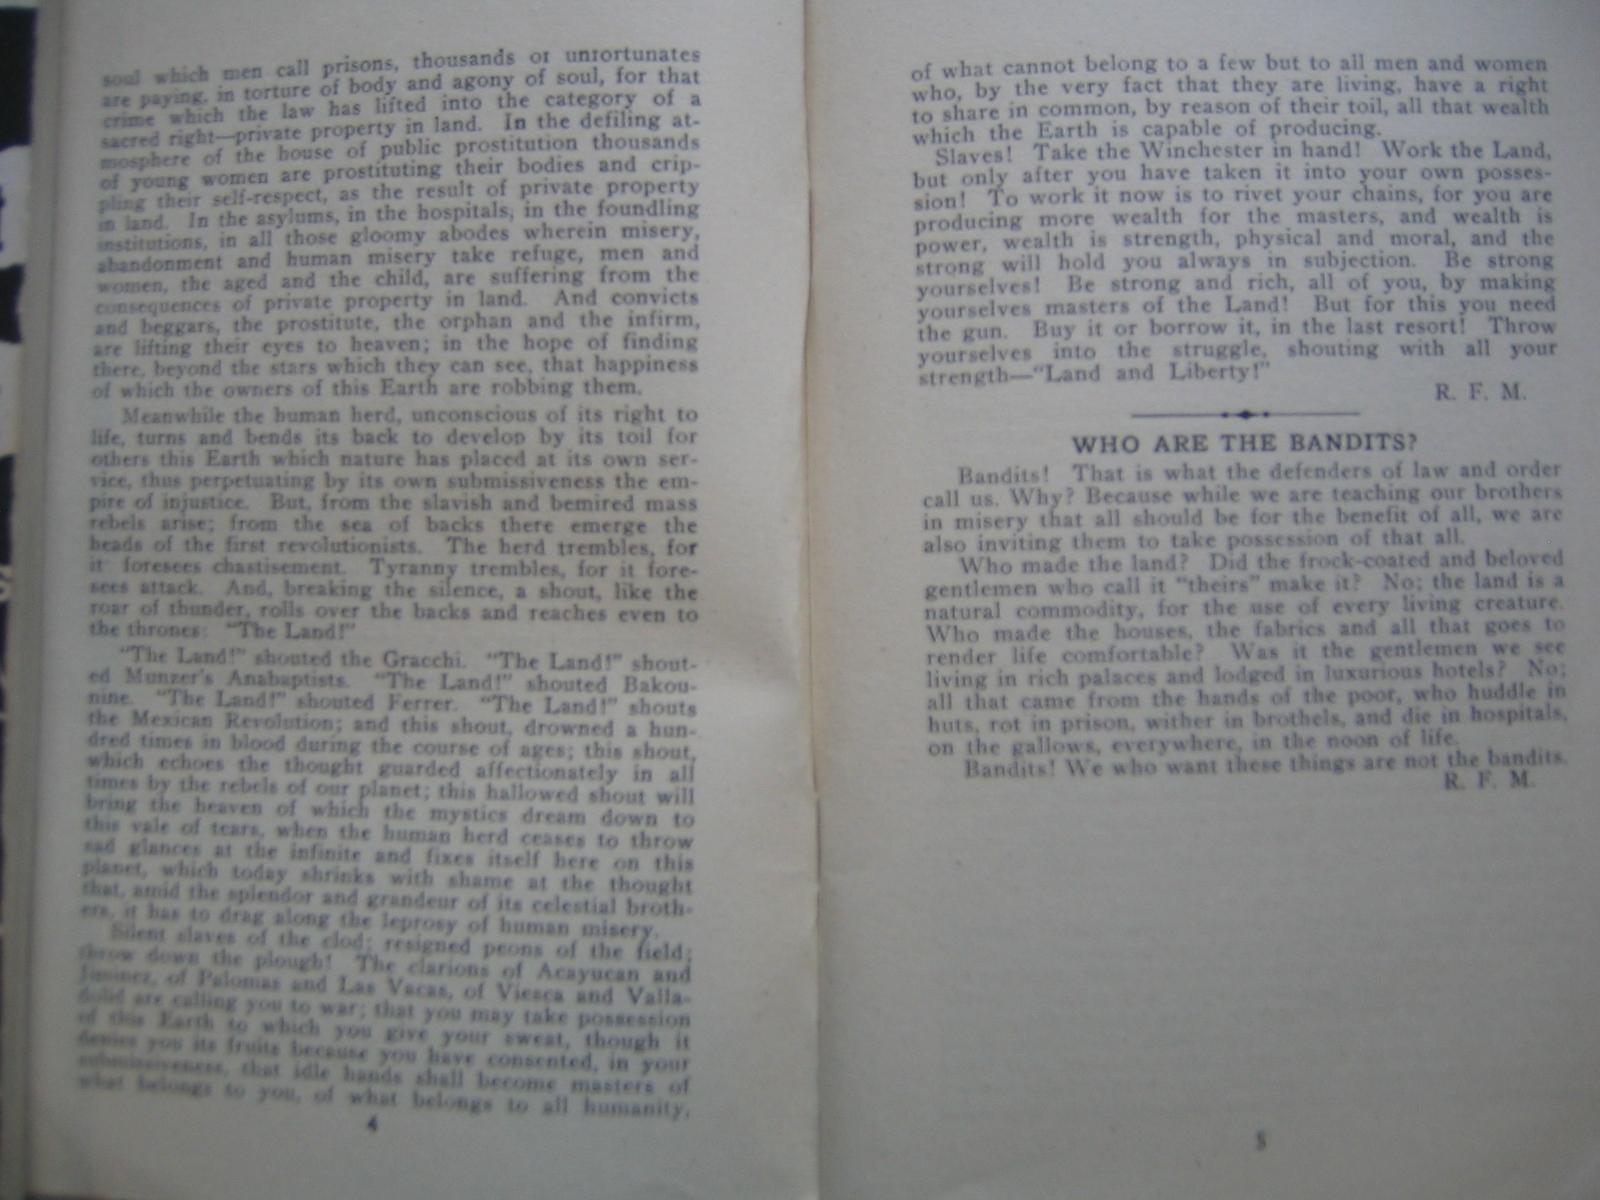 soul which men call prisons, thousands of unfortunates
are paying, in torture of body and agony of soul, for that
crime which the law has lifted into the category of a
sacred right—private property in land. In the defiling at-
mosphere of the house of public prostitution thousands
of young women are prostituting their bodies and crip-
pling their self-respect, as the result of private property
in land. In the asylums, in the hospitals, in the foundling
institutions, in all those gloomy abodes wherein misery,
abandonment and human misery take refuge, men and
women, the aged and the child, are suffering from the
consequences of private property in land. And convicts
and beggars, the prostitute, the orphan and the infirm,
are lifting their eyes to heaven; in the hope of finding
there, beyond the stars which they can see, that happiness
of which the owners of this Earth are robbing them.
Meanwhile the human herd, unconscious of its right to
life, turns and bends its back to develop by its toil for
others this Earth which nature has placed at its own ser-
vice, thus perpetuating by its own submissiveness the em-
pire of injustice. But, from the slavish and bemired mass
rebels arise; from the sea of backs there emerge the
heads of the first revolutionists. The herd trembles, for
it foresees chastisement. Tyranny trembles, for it fore-
sees attack. And, breaking the silence, a shout, like the
roar of thunder, rolls over the backs and reaches even to
the thrones: "The Land!"
"The Land!" shouted the Gracchi. "The Land!" shout-
ed Munzer's Anabaptists. "The Land!" shouted Bakou-
nine. "The Land!" shouted Ferrer. "The Land!" shouts
the Mexican Revolution; and this shout, drowned a hun-
dred times in blood during the course of ages; this shout,
which echoes the thought guarded affectionately in all
times by the rebels of our planet; this hallowed shout will
bring the heaven of which the mystics dream down to
this vale of tears, when the human herd ceases to throw
sad glances at the infinite and fixes itself here on this
planet, which today shrinks with shame at the thought
that, amid the splendor and grandeur of its celestial broth-
ers, it has to drag along the leprosy of human misery.
Silent slaves of the clod; resigned peons of the field;
throw down the plough! The clarions of Acayucan and
Jiminez, of Palomas and Las Vacas, of Viesca and Valla-
dolid are calling you to war; that you may take possession
of this Earth to which you give your sweat, though it
denies you its fruits because you have consented, in your
submissiveness, that idle hands shall become masters of
what belongs to you, of what belongs to all humanity,
4
of what cannot belong to a few but to all men and women
who, by the very fact that they are living, have a right
to share in common, by reason of their toil, all that wealth
which the Earth is capable of producing.
Slaves! Take the Winchester in hand! Work the Land,
but only after you have taken it into your own posses-
sion! To work it now is to rivet your chains, for you are
producing more wealth for the masters, and wealth is
power, wealth is strength, physical and moral, and the
strong will hold you always in subjection. Be strong
yourselves! Be strong and rich, all of you, by making
yourselves masters of the Land! But for this you need
the gun. Buy it or borrow it, in the last resort! Throw
yourselves into the struggle, shouting with all your
strength—"Land and Liberty!"
R. F. M.
WHO ARE THE BANDITS?
Bandits! That is what the defenders of law and order
call us. Why? Because while we are teaching our brothers
in misery that all should be for the benefit of all, we are
also inviting them to take possession of that all.
Who made the land? Did the frock-coated and beloved
gentlemen who call it "theirs" make it? No; the land is a
natural commodity, for the use of every living creature.
Who made the houses, the fabrics and all that goes to
render life comfortable? Was it the gentlemen we see
living in rich palaces and lodged in luxurious hotels? No;
all that came from the hands of the poor, who huddle in
huts, rot in prison, wither in brothels, and die in hospitals,
on the gallows, everywhere, in the noon of life.
Bandits! We who want these things are not the bandits.
R. F. M.
5